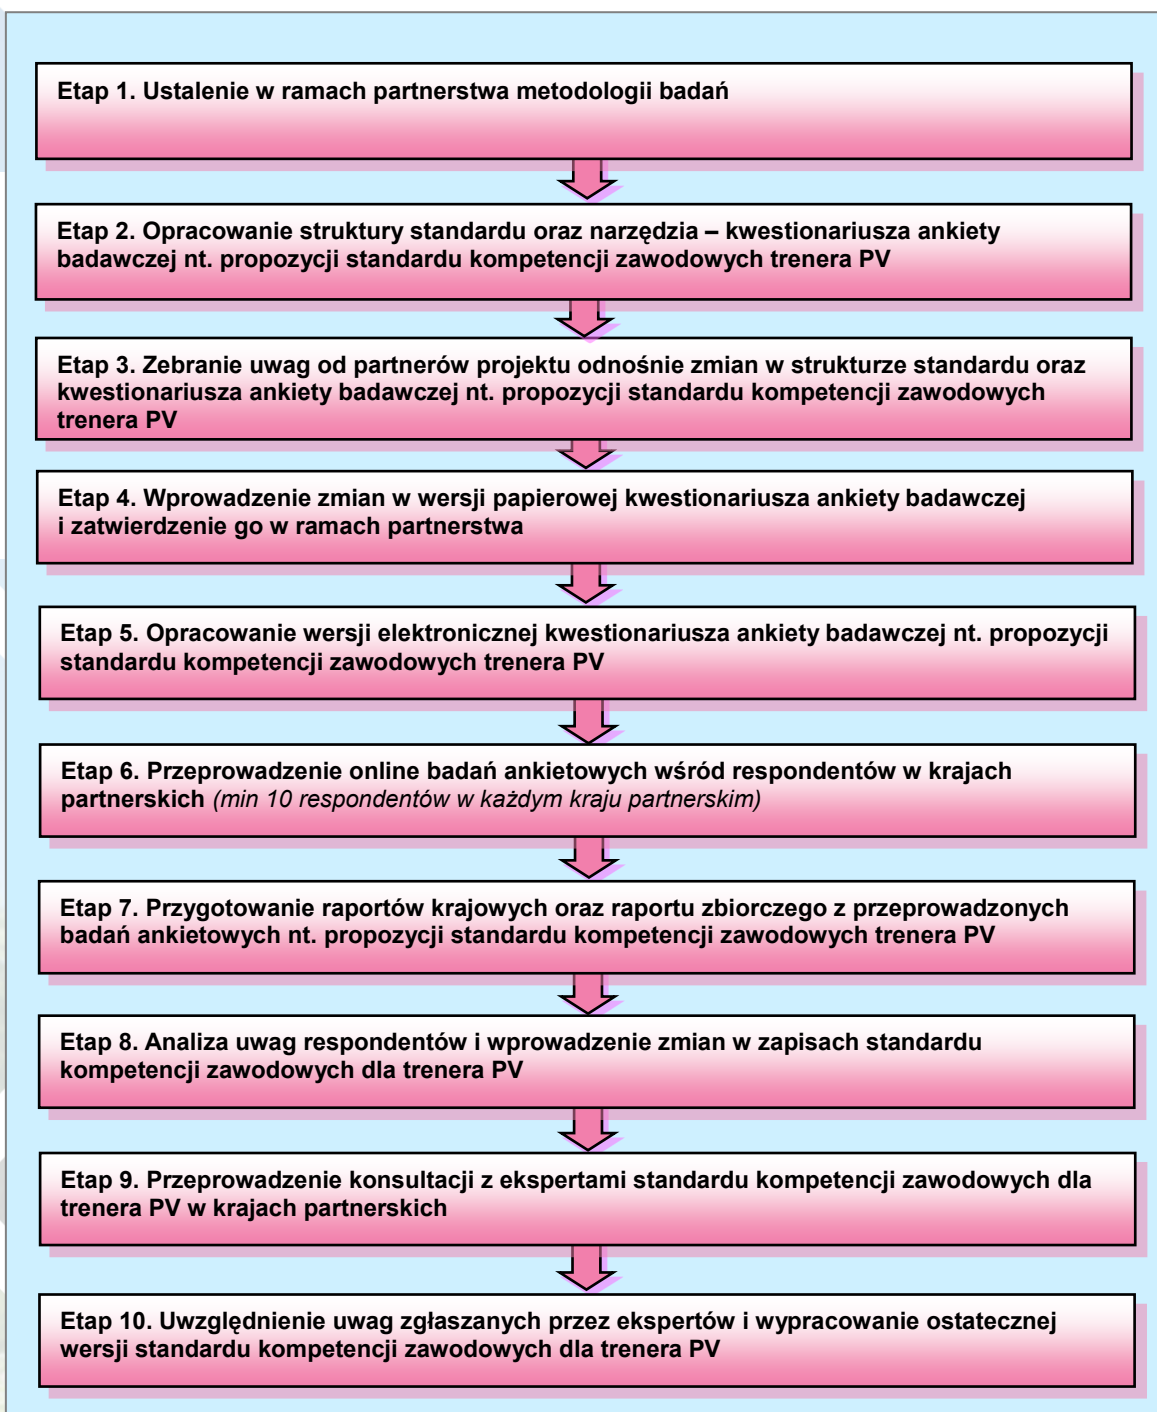 Etap 1. Ustalenie w ramach partnerstwa metodologii badań
Etap 2. Opracowanie struktury standardu oraz narzędzia – kwestionariusza ankiety
badawczej nt. propozycji standardu kompetencji zawodowych trenera PV
Etap 3. Zebranie uwag od partnerów projektu odnośnie zmian w strukturze standardu oraz
kwestionariusza ankiety badawczej nt. propozycji standardu kompetencji zawodowych
trenera PV
Etap 4. Wprowadzenie zmian w wersji papierowej kwestionariusza ankiety badawczej
i zatwierdzenie go w ramach partnerstwa
Etap 5. Opracowanie wersji elektronicznej kwestionariusza ankiety badawczej nt. propozycji
standardu kompetencji zawodowych trenera PV
Etap 6. Przeprowadzenie online badań ankietowych wśród respondentów w krajach
partnerskich (min 10 respondentów w każdym kraju partnerskim)
Etap 7. Przygotowanie raportów krajowych oraz raportu zbiorczego z przeprowadzonych
badań ankietowych nt. propozycji standardu kompetencji zawodowych trenera PV
Etap 8. Analiza uwag respondentów i wprowadzenie zmian w zapisach standardu
kompetencji zawodowych dla trenera PV
Etap 9. Przeprowadzenie konsultacji z ekspertami standardu kompetencji zawodowych dla
trenera PV w krajach partnerskich
Etap 10. Uwzględnienie uwag zgłaszanych przez ekspertów i wypracowanie ostatecznej
wersji standardu kompetencji zawodowych dla trenera PV